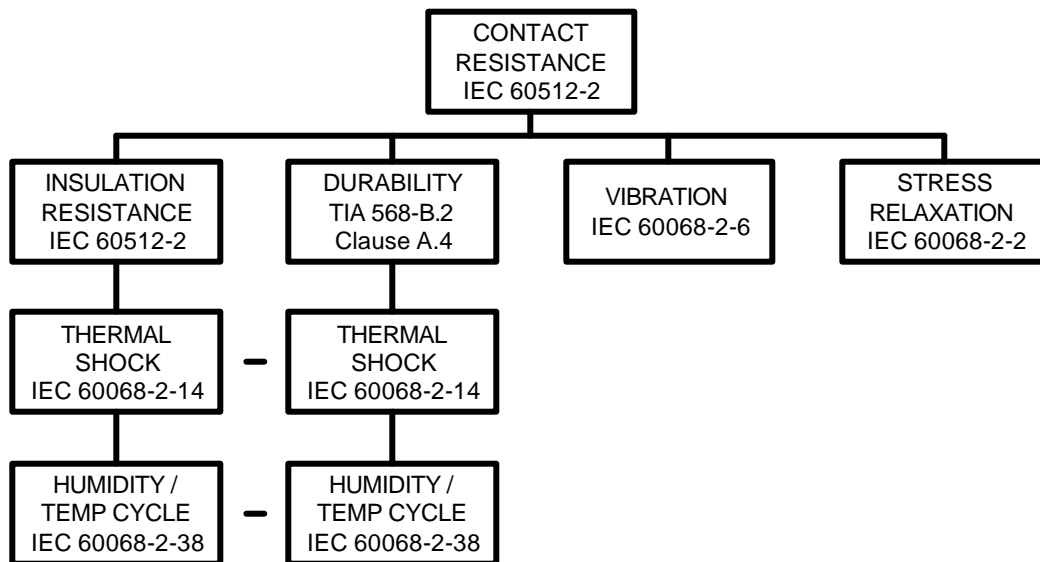 CONTACT
RESISTANCE
IEC 60512-2
INSULATION
RESISTANCE
IEC 60512-2
DURABILITY
TIA 568-B.2
Clause A.4
VIBRATION
IEC 60068-2-6
STRESS
RELAXATION
IEC 60068-2-2
THERMAL
SHOCK
IEC 60068-2-14
THERMAL
SHOCK
IEC 60068-2-14
HUMIDITY /
TEMP CYCLE
IEC 60068-2-38
HUMIDITY /
TEMP CYCLE
IEC 60068-2-38